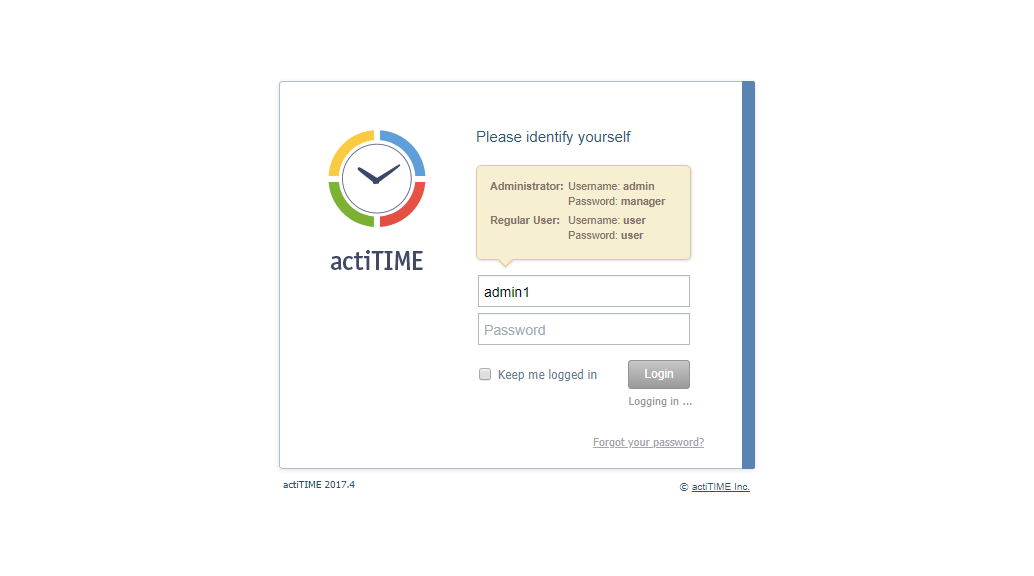 Please identify yourself
Administrator: Username: admin
Password: manager
Regular User: Username: user
Password: user
actiTIME
admin1
Password
Keep me logged in
Login
Logging in ...
Forgot your password?
actiTIME 2017.4
© actiTIME Inc.